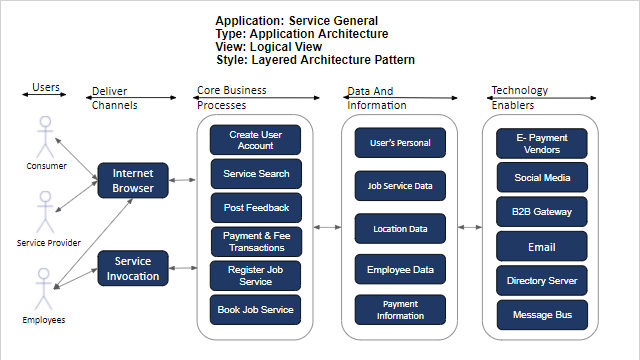 Application: Service General
Type: Application Architecture
View: Logical View
Style: Layered Architecture Pattern
Users
Deliver
Channels
Core Business
Processes
Data And
Information
Technology
Enablers
Consumer
Service Provider
Employees
Internet
Browser
Service
Invocation
Create User
Account
Service Search
Post Feedback
Payment & Fee
Transactions
Register Job
Service
Book Job Service
User's Personal
Job Service Data
Location Data
Employee Data
Payment
Information
E- Payment
Vendors
Social Media
B2B Gateway
Email
Directory Server
Message Bus